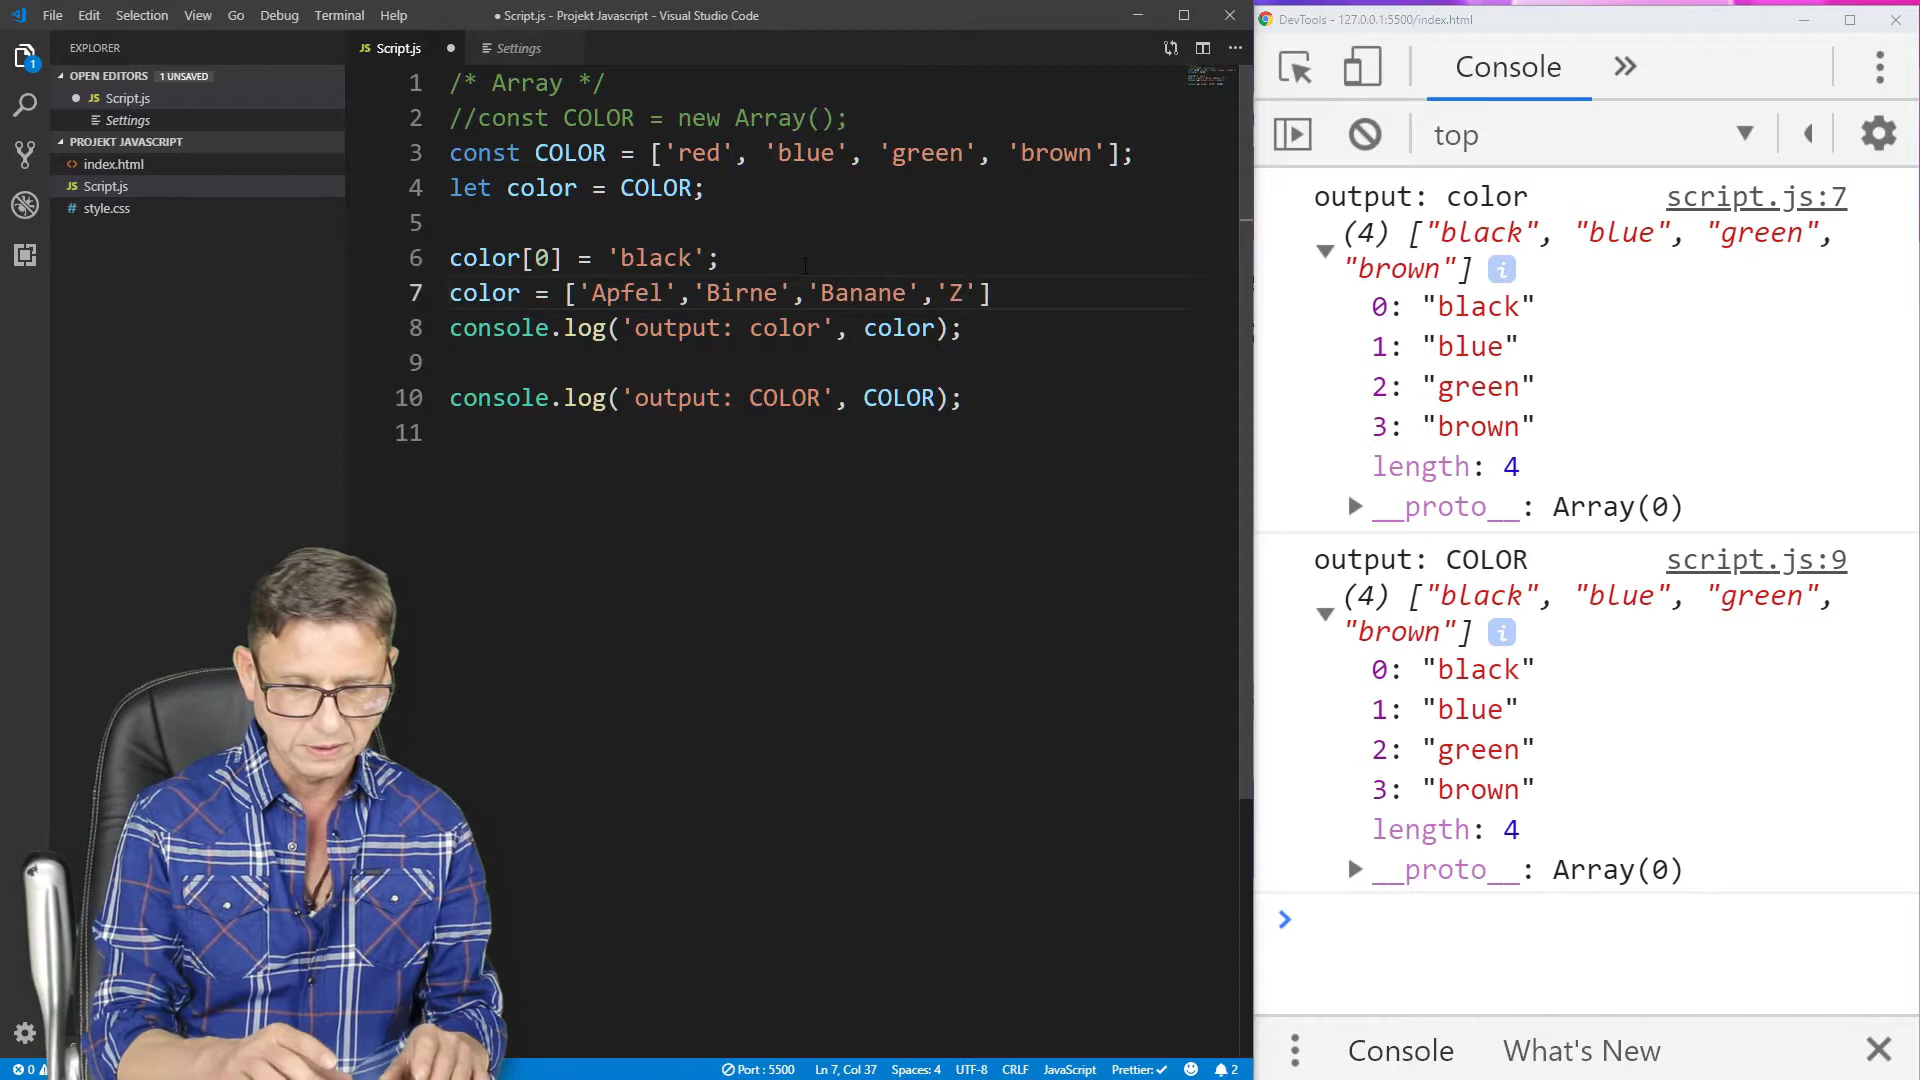 File Edit Selection View Go Debug Terminal Help
● Script.js - Projekt Javascript - Visual Studio Code
EXPLORER
OPEN EDITORS 1 UNSAVED
JS Script.js
Settings
PROJEKT JAVASCRIPT
<> index.html
JS Script.js
# style.css
1
JS Script.js ●
Settings
1 /* Array */
2 //const COLOR = new Array();
3 const COLOR = ['red', 'blue', 'green', 'brown'];
4 let color = COLOR;
5
6 color[0] = 'black';
7 color = ['Apfel','Birne','Banane','Z']
8 console.log('output: color', color);
9
10 console.log('output: COLOR', COLOR);
11
0
Port : 5500 Ln 7, Col 37 Spaces: 4 UTF-8 CRLF JavaScript Prettier: ✓ 2
DevTools - 127.0.0.1:5500/index.html
Console »
top
output: color script.js:7
(4) ["black", "blue", "green",
"brown"] i
0: "black"
1: "blue"
2: "green"
3: "brown"
length: 4
__proto__: Array(0)
output: COLOR script.js:9
(4) ["black", "blue", "green",
"brown"] i
0: "black"
1: "blue"
2: "green"
3: "brown"
length: 4
__proto__: Array(0)
>
Console What's New